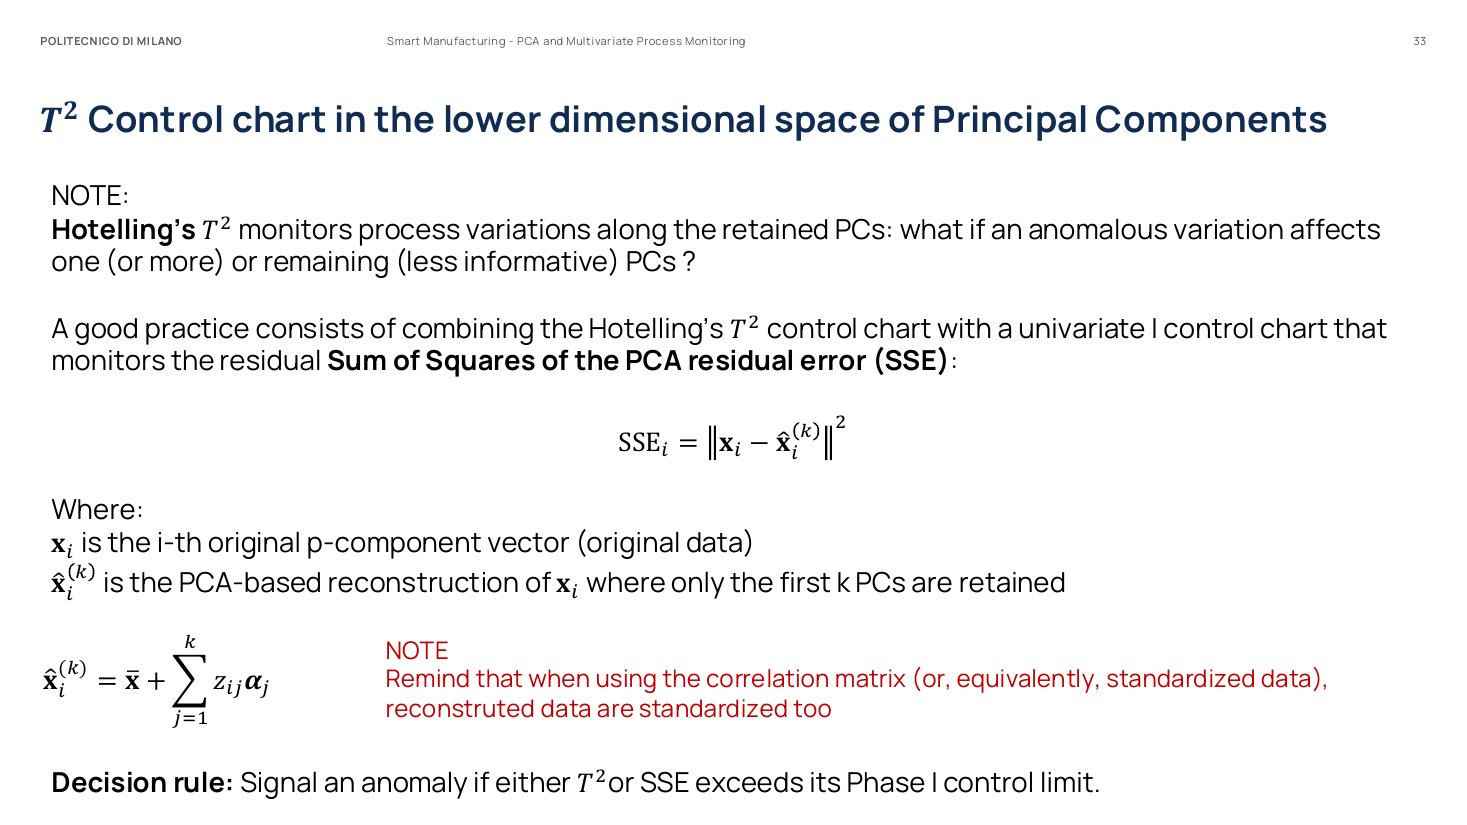 POLITECNICO DI MILANO
Smart Manufacturing - PCA and Multivariate Process Monitoring
33
T² Control chart in the lower dimensional space of Principal Components
NOTE:
Hotelling's T² monitors process variations along the retained PCs: what if an anomalous variation affects
one (or more) or remaining (less informative) PCs ?
A good practice consists of combining the Hotelling's T² control chart with a univariate I control chart that
monitors the residual Sum of Squares of the PCA residual error (SSE):
SSEᵢ = ‖xᵢ − x̂ᵢ⁽ᵏ⁾‖²
Where:
xᵢ is the i-th original p-component vector (original data)
x̂ᵢ⁽ᵏ⁾ is the PCA-based reconstruction of xᵢ where only the first k PCs are retained
x̂ᵢ⁽ᵏ⁾ = x̄ + ∑ⱼ₌₁ᵏ zᵢⱼαⱼ
NOTE
Remind that when using the correlation matrix (or, equivalently, standardized data),
reconstruted data are standardized too
Decision rule: Signal an anomaly if either T² or SSE exceeds its Phase I control limit.